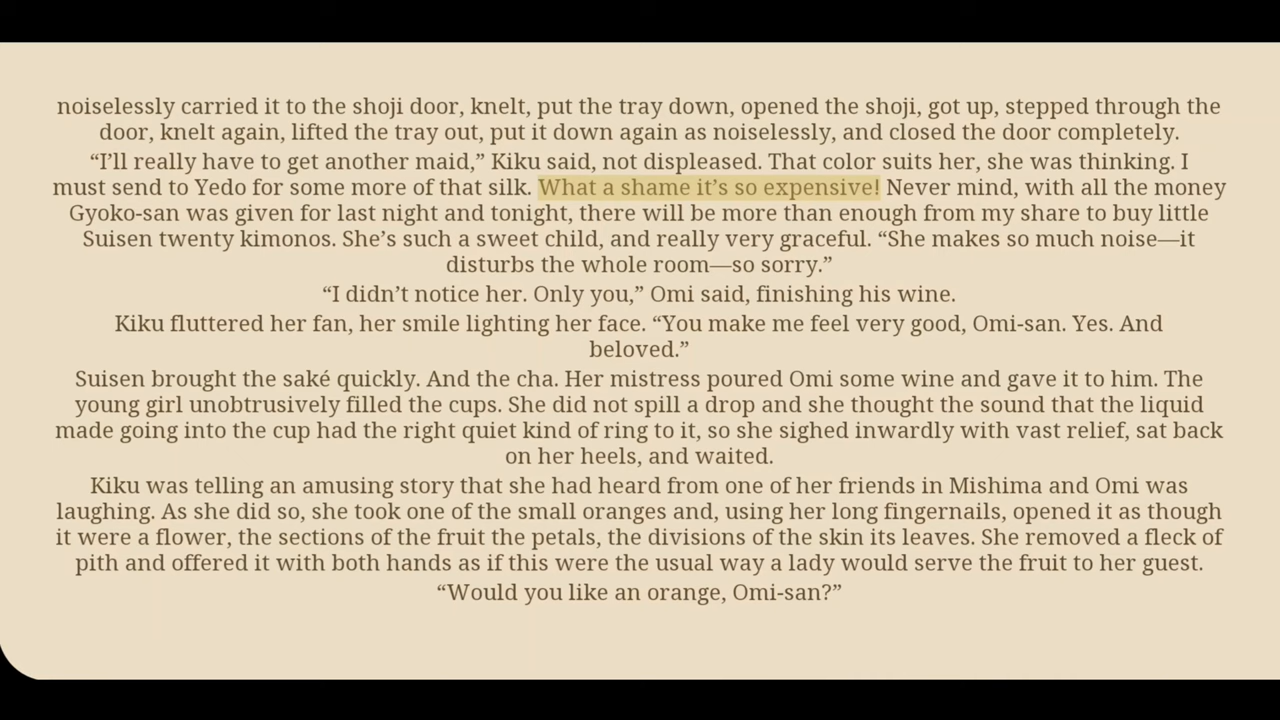 noiselessly carried it to the shoji door, knelt, put the tray down, opened the shoji, got up, stepped through the
door, knelt again, lifted the tray out, put it down again as noiselessly, and closed the door completely.
“I’ll really have to get another maid,” Kiku said, not displeased. That color suits her, she was thinking. I
must send to Yedo for some more of that silk. What a shame it’s so expensive! Never mind, with all the money
Gyoko-san was given for last night and tonight, there will be more than enough from my share to buy little
Suisen twenty kimonos. She’s such a sweet child, and really very graceful. “She makes so much noise—it
disturbs the whole room—so sorry.”
“I didn’t notice her. Only you,” Omi said, finishing his wine.
Kiku fluttered her fan, her smile lighting her face. “You make me feel very good, Omi-san. Yes. And
beloved.”
Suisen brought the saké quickly. And the cha. Her mistress poured Omi some wine and gave it to him. The
young girl unobtrusively filled the cups. She did not spill a drop and she thought the sound that the liquid
made going into the cup had the right quiet kind of ring to it, so she sighed inwardly with vast relief, sat back
on her heels, and waited.
Kiku was telling an amusing story that she had heard from one of her friends in Mishima and Omi was
laughing. As she did so, she took one of the small oranges and, using her long fingernails, opened it as though
it were a flower, the sections of the fruit the petals, the divisions of the skin its leaves. She removed a fleck of
pith and offered it with both hands as if this were the usual way a lady would serve the fruit to her guest.
“Would you like an orange, Omi-san?”